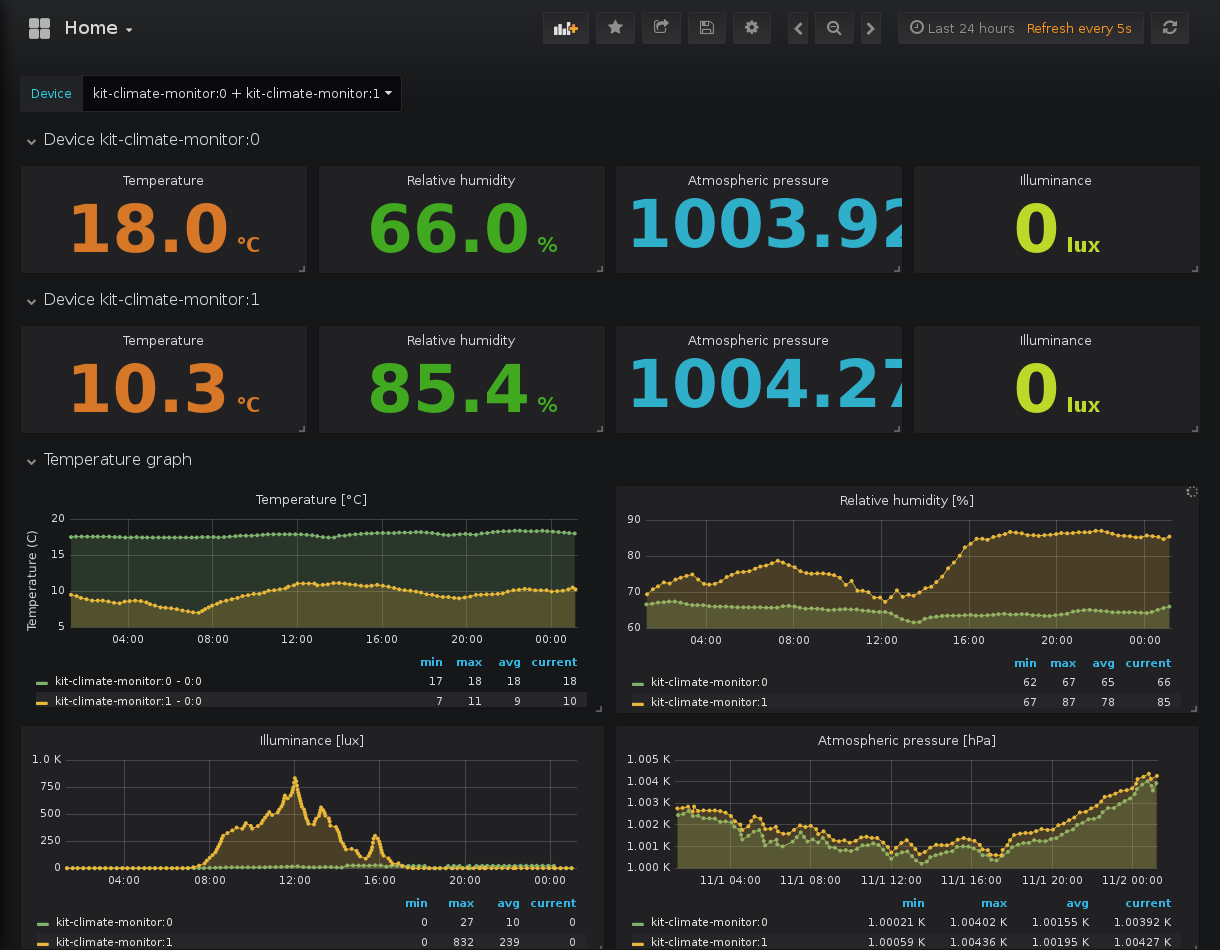 Home
Last 24 hours Refresh every 5s
Device kit-climate-monitor:0 + kit-climate-monitor:1
Device kit-climate-monitor:0
Temperature Relative humidity Atmospheric pressure Illuminance
18.0 °C 66.0 % 1003.92 0 lux
Device kit-climate-monitor:1
Temperature Relative humidity Atmospheric pressure Illuminance
10.3 °C 85.4 % 1004.27 0 lux
Temperature graph
Temperature [°C]
Temperature (C)
20
15
10
5
04:00 08:00 12:00 16:00 20:00 00:00
min max avg current
kit-climate-monitor:0 - 0:0 17 18 18 18
kit-climate-monitor:1 - 0:0 7 11 9 10
Relative humidity [%]
90
80
70
60
04:00 08:00 12:00 16:00 20:00 00:00
min max avg current
kit-climate-monitor:0 62 67 65 66
kit-climate-monitor:1 67 87 78 85
Illuminance [lux]
1.0 K
750
500
250
0
04:00 08:00 12:00 16:00 20:00 00:00
min max avg current
kit-climate-monitor:0 0 27 10 0
kit-climate-monitor:1 0 832 239 0
Atmospheric pressure [hPa]
1.005 K
1.004 K
1.003 K
1.002 K
1.001 K
1.000 K
11/1 04:00 11/1 08:00 11/1 12:00 11/1 16:00 11/1 20:00 11/2 00:00
min max avg current
kit-climate-monitor:0 1.00021 K 1.00402 K 1.00155 K 1.00392 K
kit-climate-monitor:1 1.00059 K 1.00436 K 1.00195 K 1.00427 K